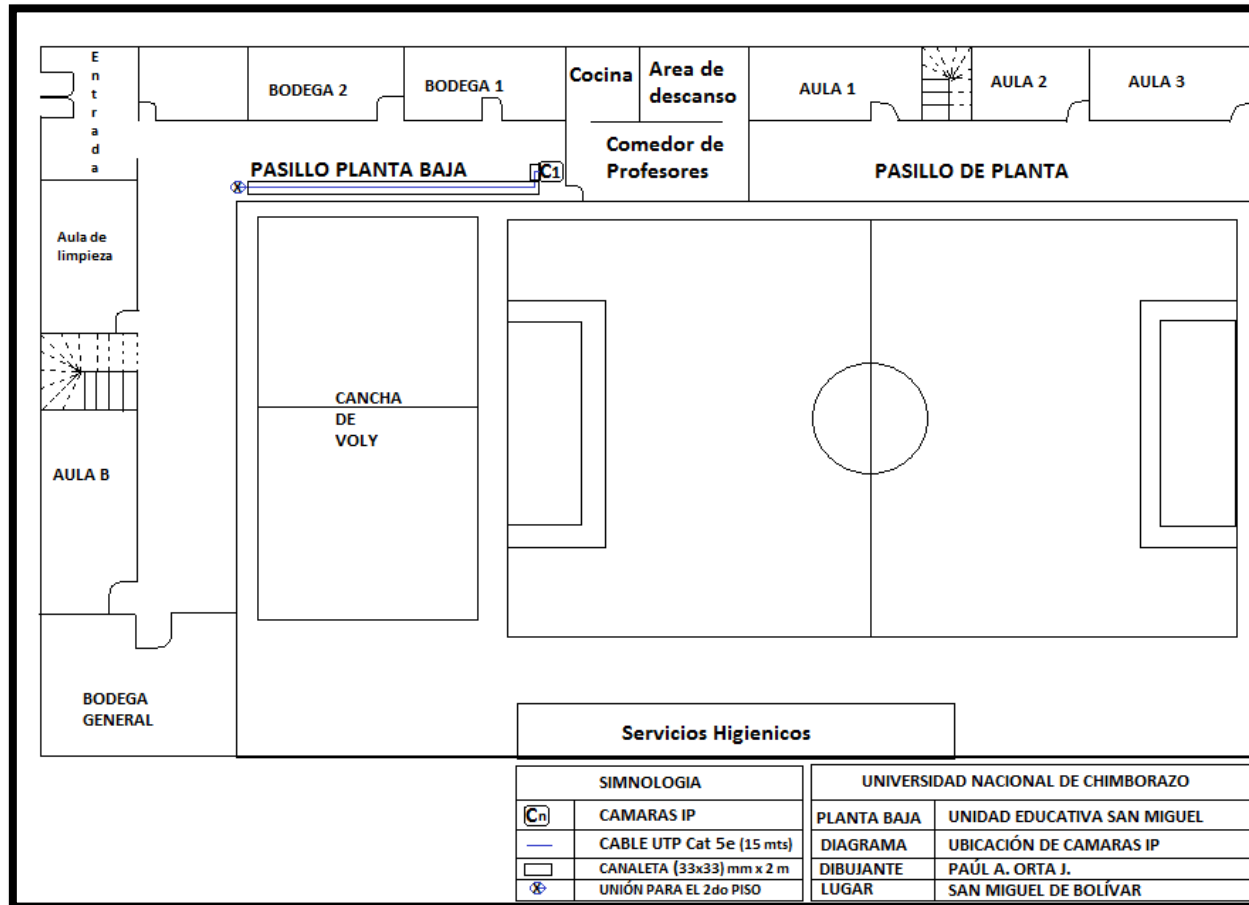 Entrada
BODEGA 2
BODEGA 1
Cocina
Area de
descanso
AULA 1
AULA 2
AULA 3
PASILLO PLANTA BAJA
C1
Comedor de
Profesores
PASILLO DE PLANTA
X
Aula de
limpieza
CANCHA
DE
VOLY
AULA B
BODEGA
GENERAL
Servicios Higienicos
SIMNOLOGIA
Cn CAMARAS IP
CABLE UTP Cat 5e (15 mts)
CANALETA (33x33) mm x 2 m
X UNIÓN PARA EL 2do PISO
UNIVERSIDAD NACIONAL DE CHIMBORAZO
PLANTA BAJA UNIDAD EDUCATIVA SAN MIGUEL
DIAGRAMA UBICACIÓN DE CAMARAS IP
DIBUJANTE PAÚL A. ORTA J.
LUGAR SAN MIGUEL DE BOLÍVAR